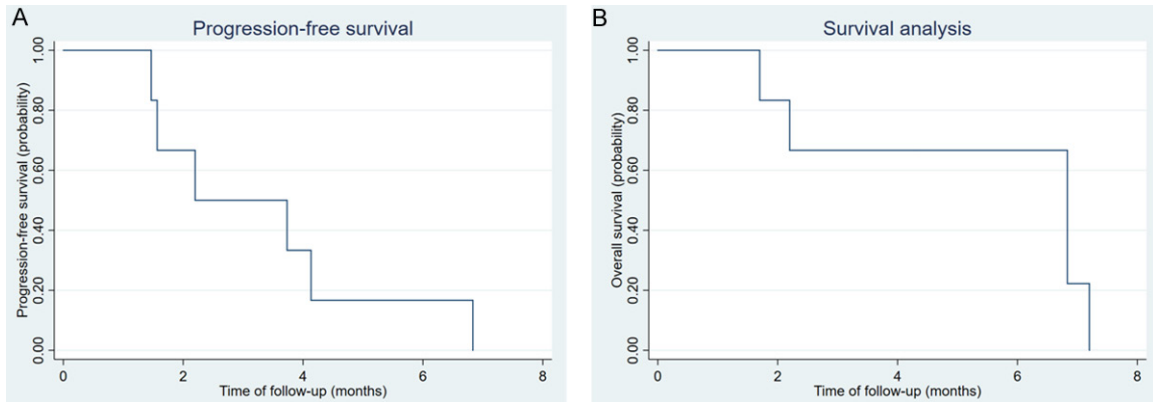 A
Progression-free survival
Progression-free survival (probability)
1.00
0.80
0.60
0.40
0.20
0.00
0 2 4 6 8
Time of follow-up (months)
B
Survival analysis
Overall survival (probability)
1.00
0.80
0.60
0.40
0.20
0.00
0 2 4 6 8
Time of follow-up (months)